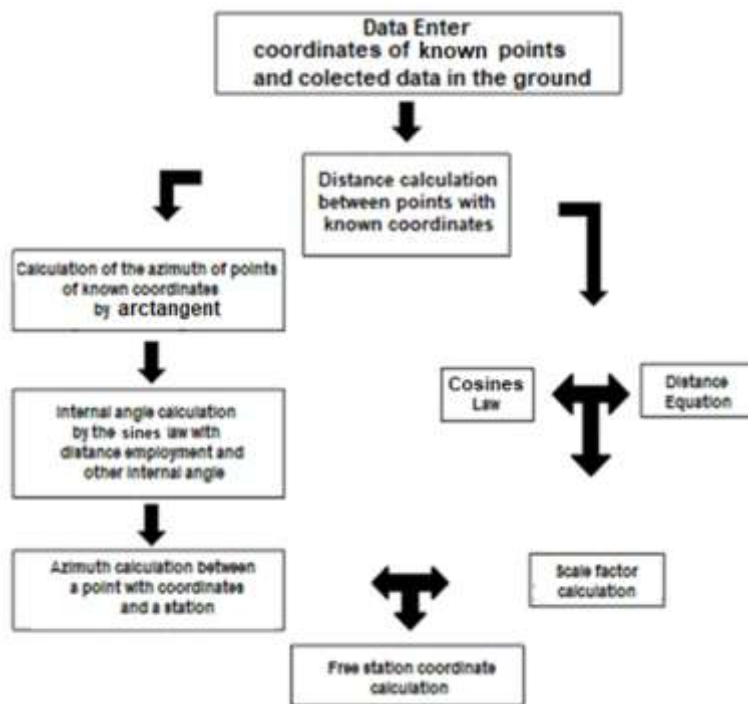 Data Enter
coordinates of known points
and colected data in the ground
Distance calculation
between points with
known coordinates
Calculation of the azimuth of points
of known coordinates
by arctangent
Internal angle calculation
by the sines law with
distance employment and
other internal angle
Azimuth calculation between
a point with coordinates
and a station
Cosines
Law
Distance
Equation
Scale factor
calculation
Free station coordinate
calculation